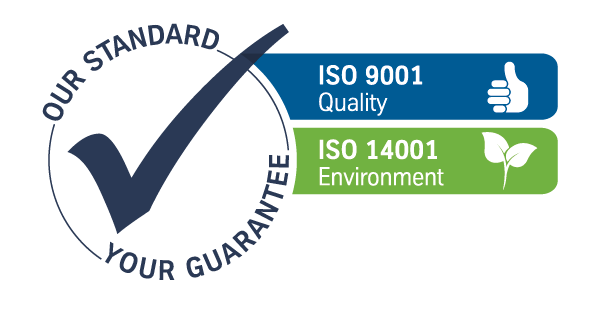 OUR STANDARD
YOUR GUARANTEE
ISO 9001
Quality
ISO 14001
Environment